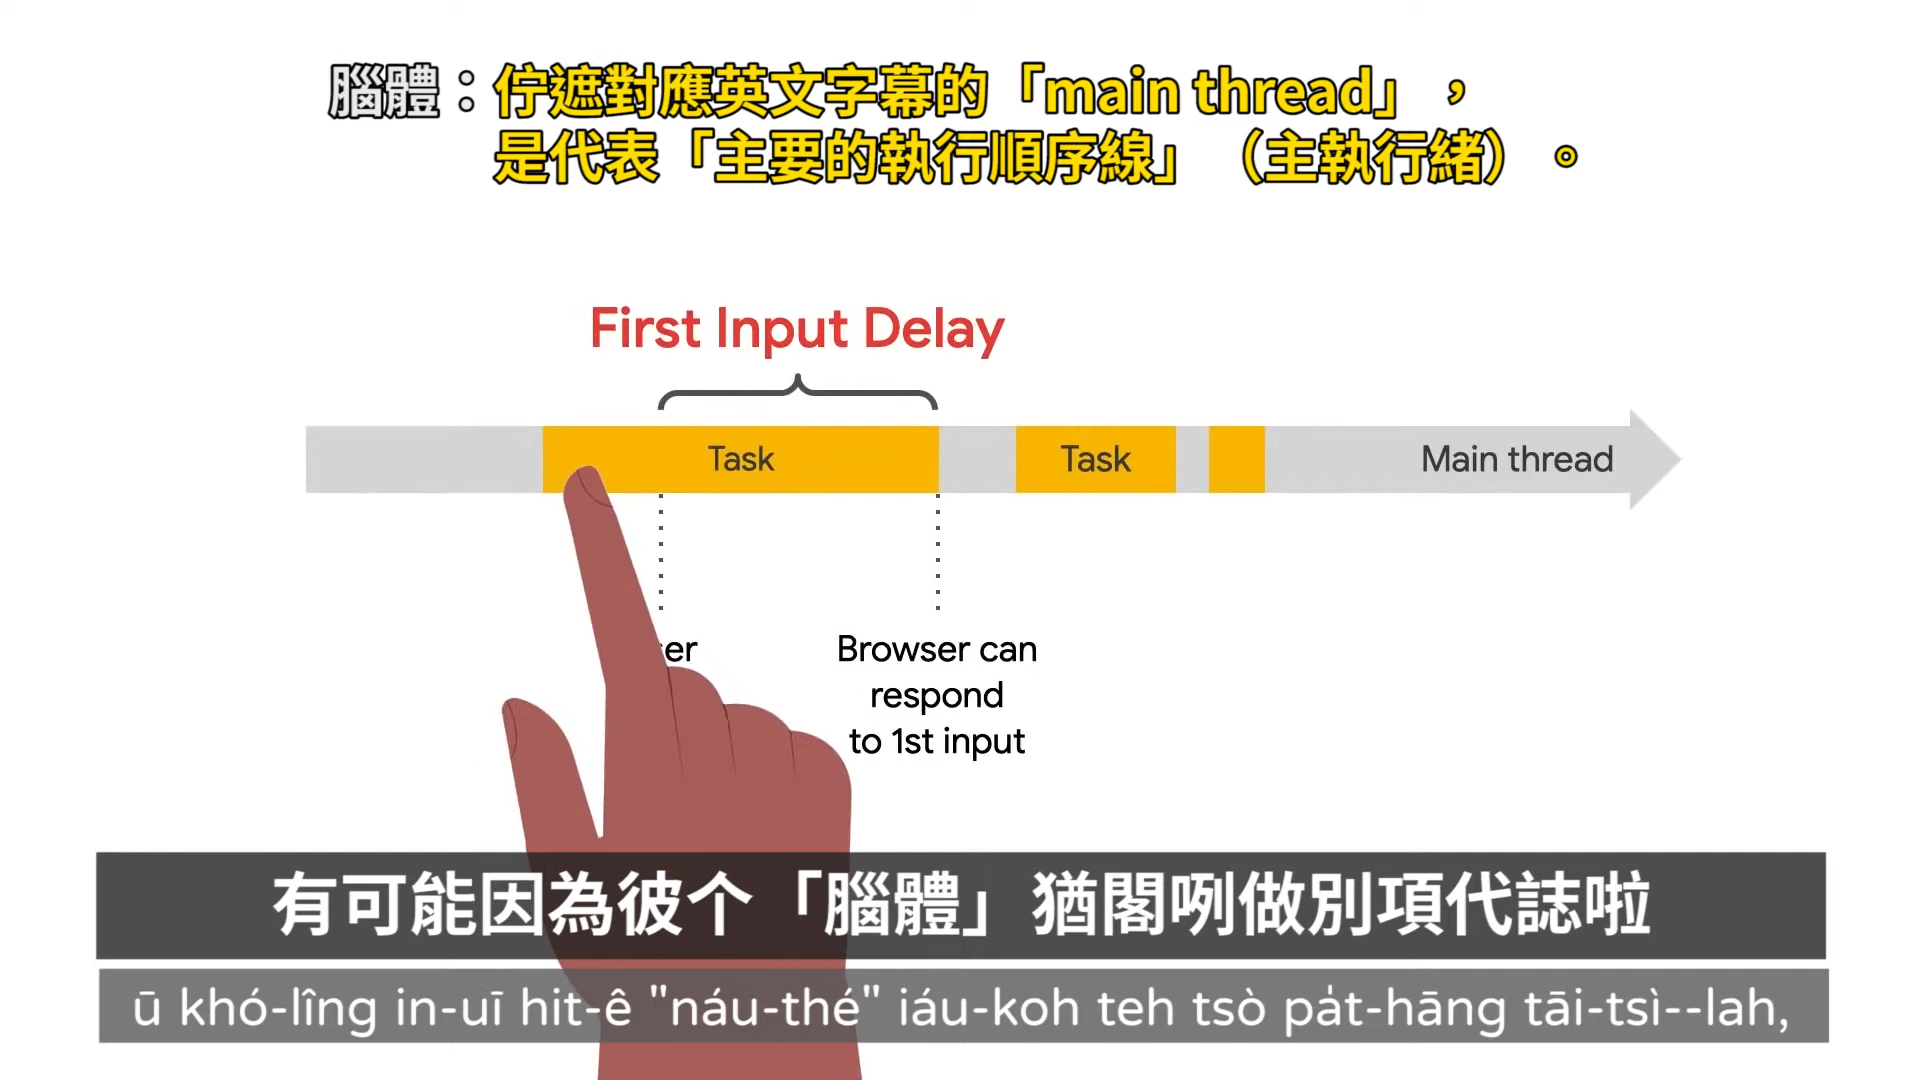 腦體：佇遮對應英文字幕的「main thread」，
是代表「主要的執行順序線」（主執行緒）。
First Input Delay
Task
Task
Main thread
Browser can
respond
to 1st input
有可能因為彼个「腦體」猶閣咧做別項代誌啦
ū khó-lîng in-uī hit-ê "náu-thé" iáu-koh teh tsò pa̍t-hāng tāi-tsì--lah,